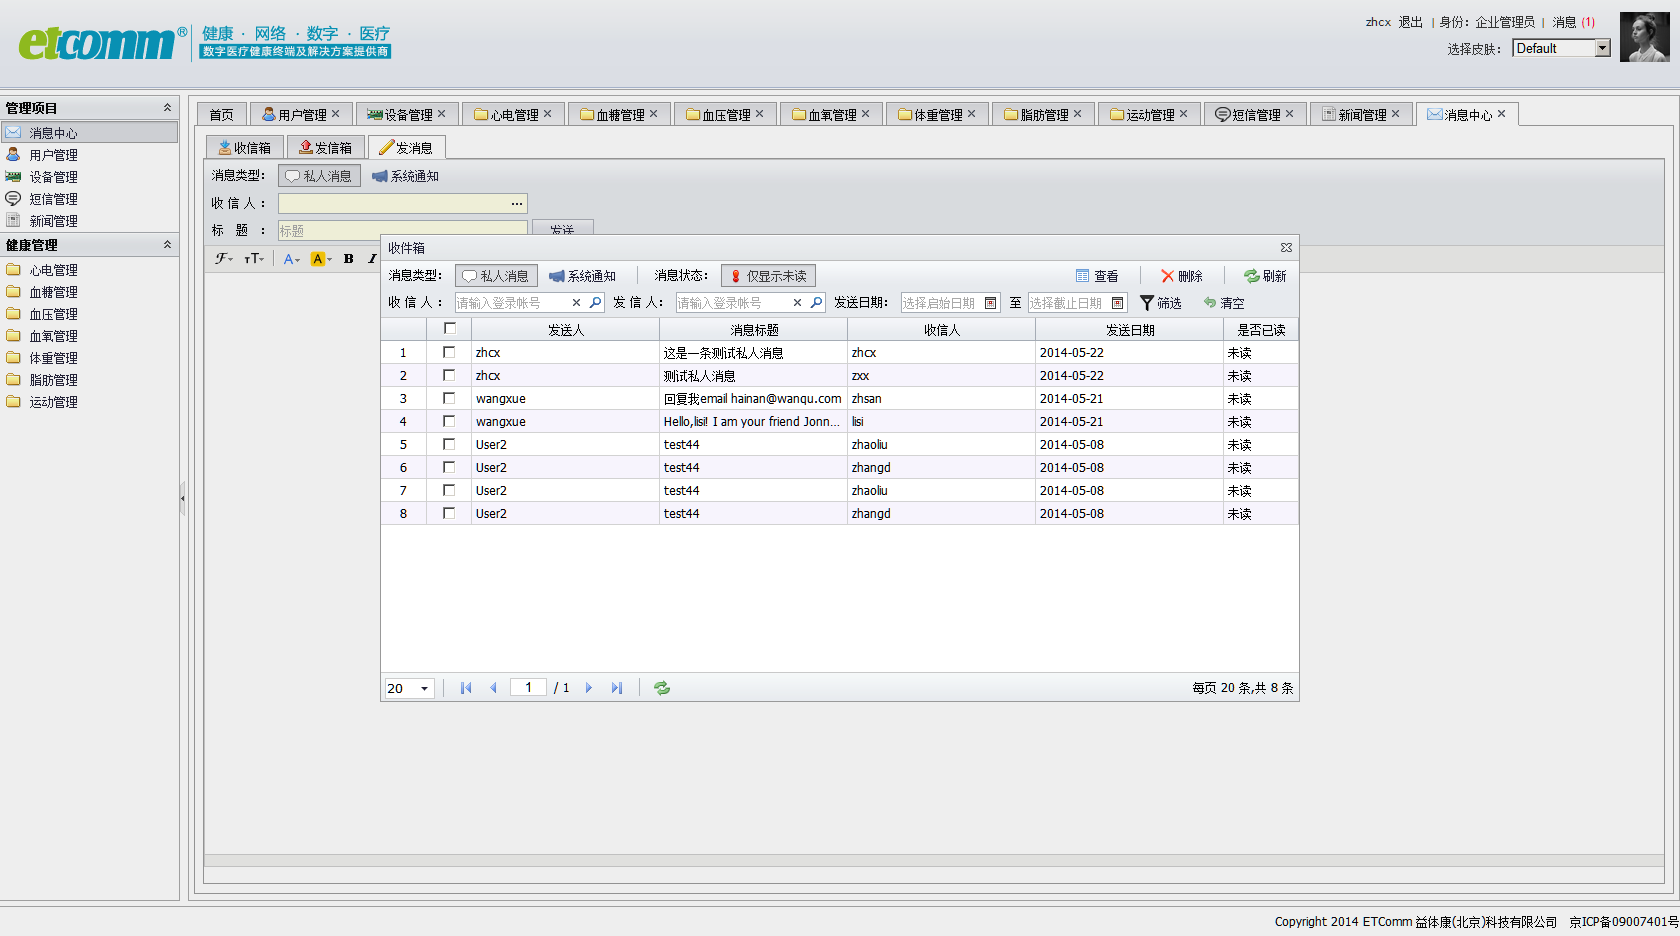 etcomm® 健康 · 网络 · 数字 · 医疗
数字医疗健康终端及解决方案提供商
zhcx 退出 | 身份: 企业管理员 | 消息 (1)
选择皮肤: Default
管理项目
消息中心
用户管理
设备管理
短信管理
新闻管理
健康管理
心电管理
血糖管理
血压管理
血氧管理
体重管理
脂肪管理
运动管理
首页 用户管理 设备管理 心电管理 血糖管理 血压管理 血氧管理 体重管理 脂肪管理 运动管理 短信管理 新闻管理 消息中心
收信箱 发信箱 发消息
消息类型: 私人消息 系统通知
收 信 人 : ...
标 题 : 标题 发送
A A B I
收件箱
消息类型: 私人消息 系统通知 消息状态: 仅显示未读 查看 删除 刷新
收 信 人 : 请输入登录帐号 发 信 人: 请输入登录帐号 发送日期: 选择启始日期 至 选择截止日期 筛选 清空
发送人 消息标题 收信人 发送日期 是否已读
1 zhcx 这是一条测试私人消息 zhcx 2014-05-22 未读
2 zhcx 测试私人消息 zxx 2014-05-22 未读
3 wangxue 回复我email hainan@wanqu.com zhsan 2014-05-21 未读
4 wangxue Hello,lisi! I am your friend Jonn... lisi 2014-05-21 未读
5 User2 test44 zhaoliu 2014-05-08 未读
6 User2 test44 zhangd 2014-05-08 未读
7 User2 test44 zhaoliu 2014-05-08 未读
8 User2 test44 zhangd 2014-05-08 未读
20 1 / 1 每页 20 条,共 8 条
Copyright 2014 ETComm 益体康(北京)科技有限公司 京ICP备09007401号